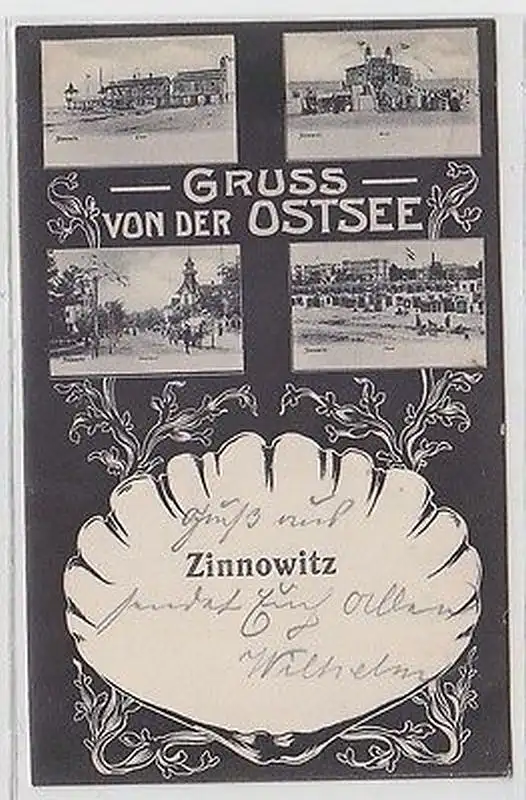 GRUSS
VON DER OSTSEE
Gruß aus
Zinnowitz
sendet Euch Allen
Wilhelm